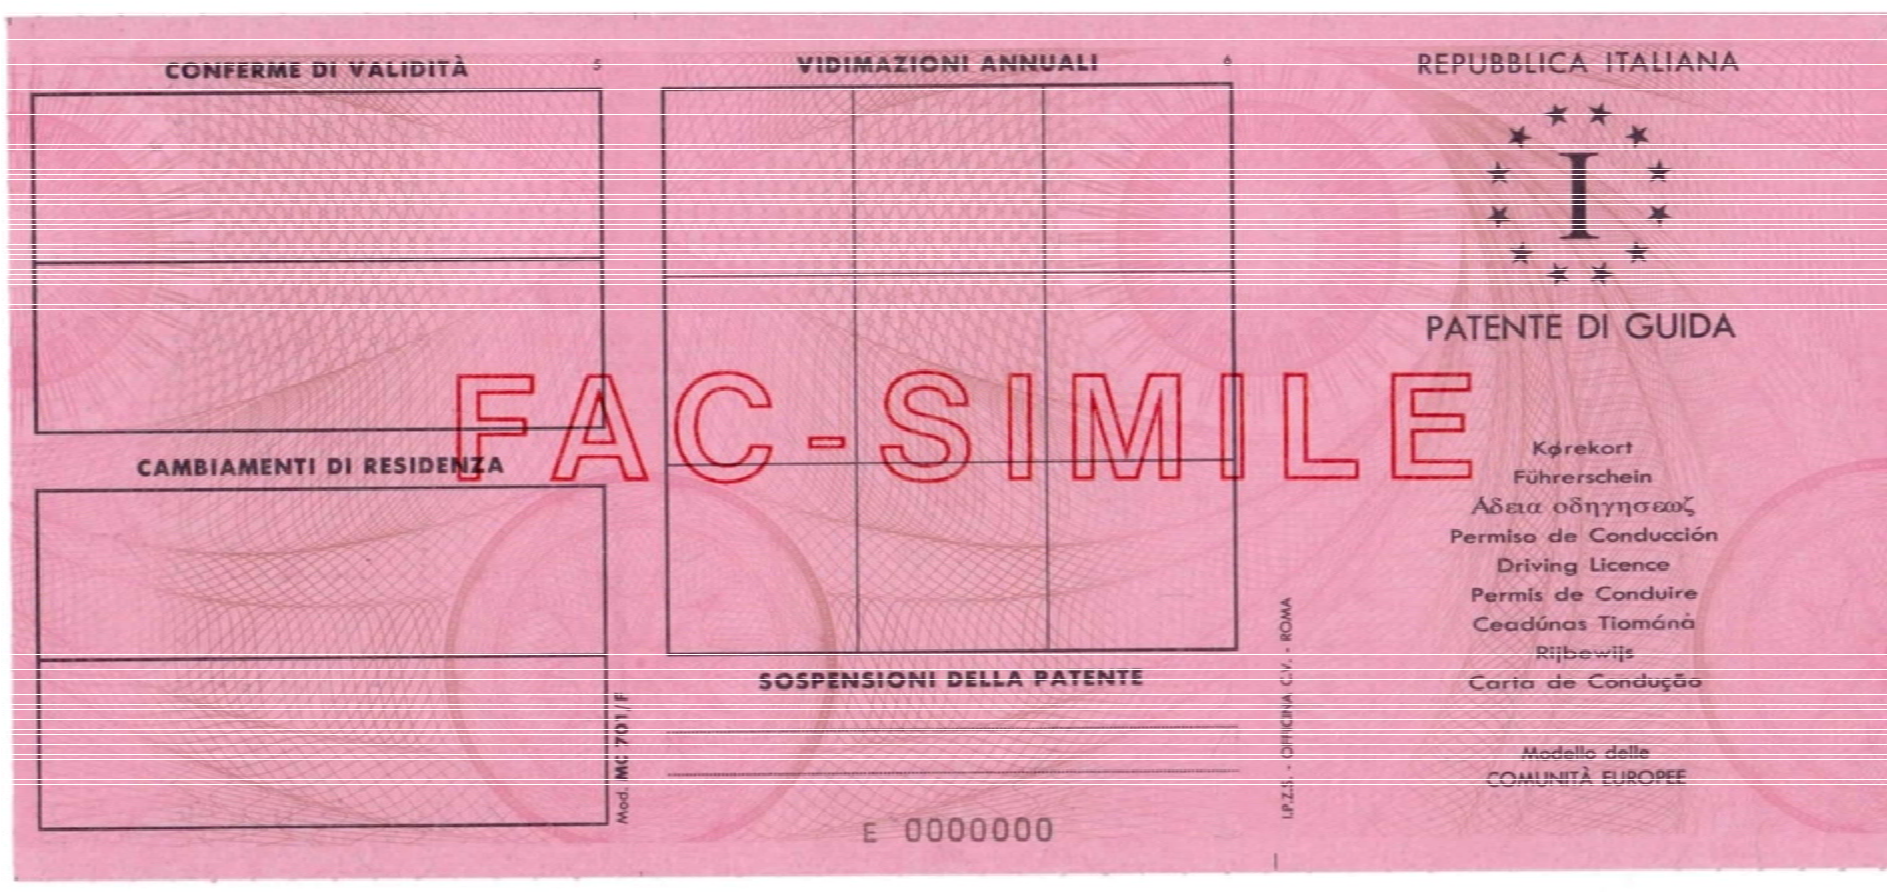 CONFERME DI VALIDITÀ
5
CAMBIAMENTI DI RESIDENZA
Mod. MC 701/F
VIDIMAZIONI ANNUALI
6
SOSPENSIONI DELLA PATENTE
E 0000000
I.P.Z.S. - OFFICINA C.V. - ROMA
FAC-SIMILE
REPUBBLICA ITALIANA
I
PATENTE DI GUIDA
Kørekort
Führerschein
Άδεια οδηγησεωζ
Permiso de Conducción
Driving Licence
Permis de Conduire
Ceadúnas Tiománá
Rijbewijs
Carta de Condução
Modello delle
COMUNITÀ EUROPEE